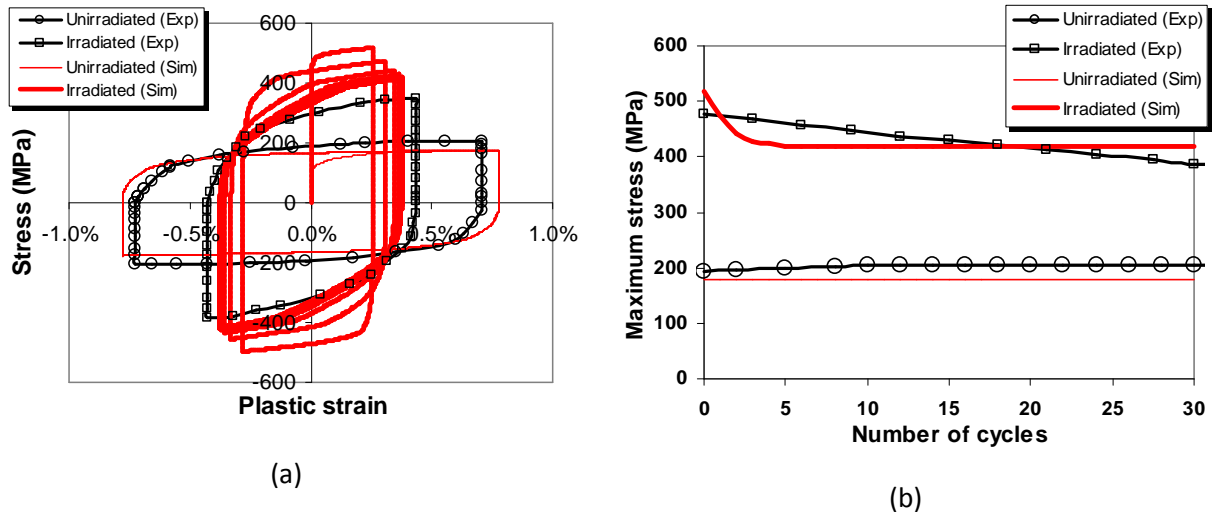 Unirradiated (Exp)
Irradiated (Exp)
Unirradiated (Sim)
Irradiated (Sim)
600
400
200
0
-200
-400
-600
-1.0%
-0.5%
0.0%
0.5%
1.0%
Stress (MPa)
Plastic strain
(a)
Unirradiated (Exp)
Irradiated (Exp)
Unirradiated (Sim)
Irradiated (Sim)
600
500
400
300
200
100
0
0
5
10
15
20
25
30
Maximum stress (MPa)
Number of cycles
(b)